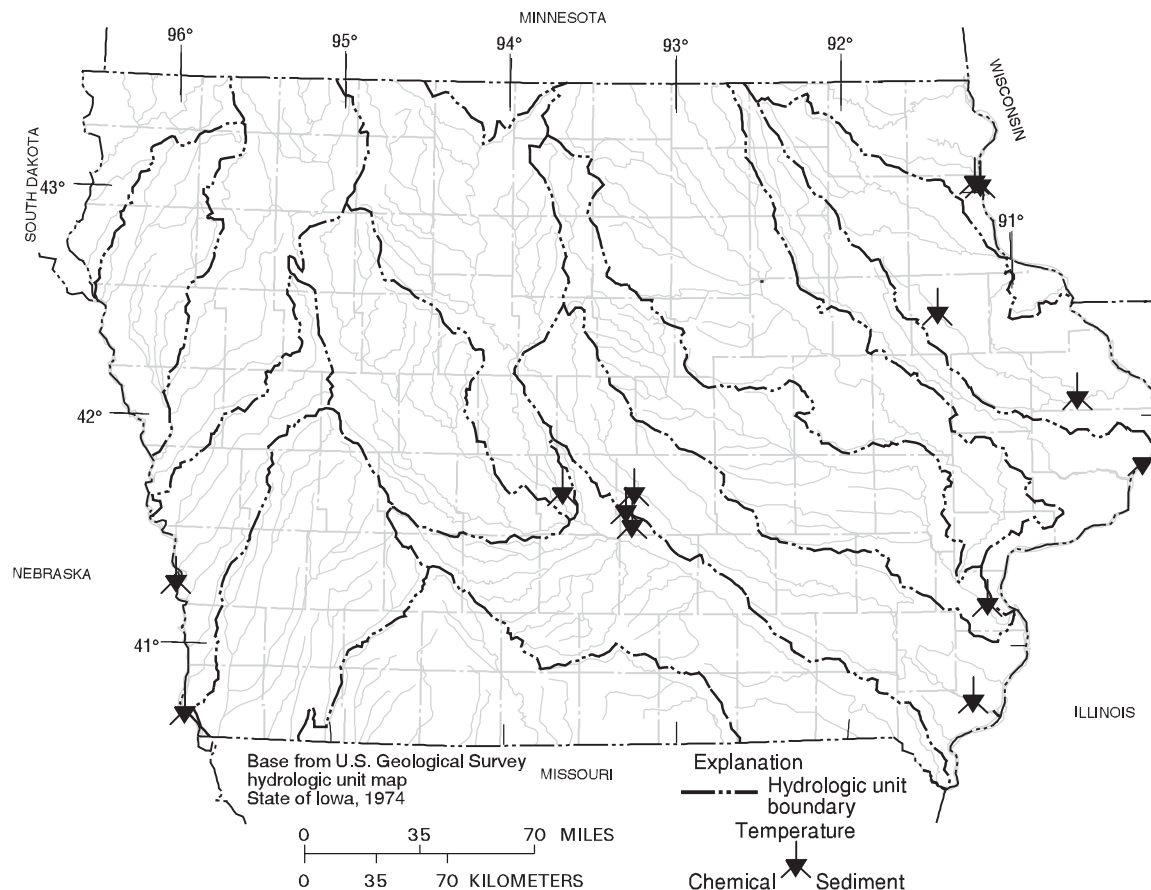 MINNESOTA
96° 95° 94° 93° 92°
WISCONSIN
SOUTH DAKOTA
43°
91°
42°
NEBRASKA
41°
ILLINOIS
Base from U.S. Geological Survey
hydrologic unit map
State of Iowa, 1974
MISSOURI
Explanation
Hydrologic unit
boundary
Temperature
Chemical Sediment
0 35 70 MILES
0 35 70 KILOMETERS